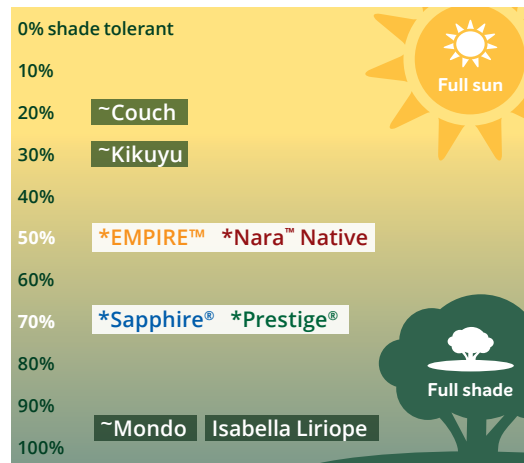 0% shade tolerant
10%
Full sun
20% ~Couch
30% ~Kikuyu
40%
50% *EMPIRE™ *Nara™ Native
60%
70% *Sapphire® *Prestige®
80%
Full shade
90%
~Mondo Isabella Liriope
100%